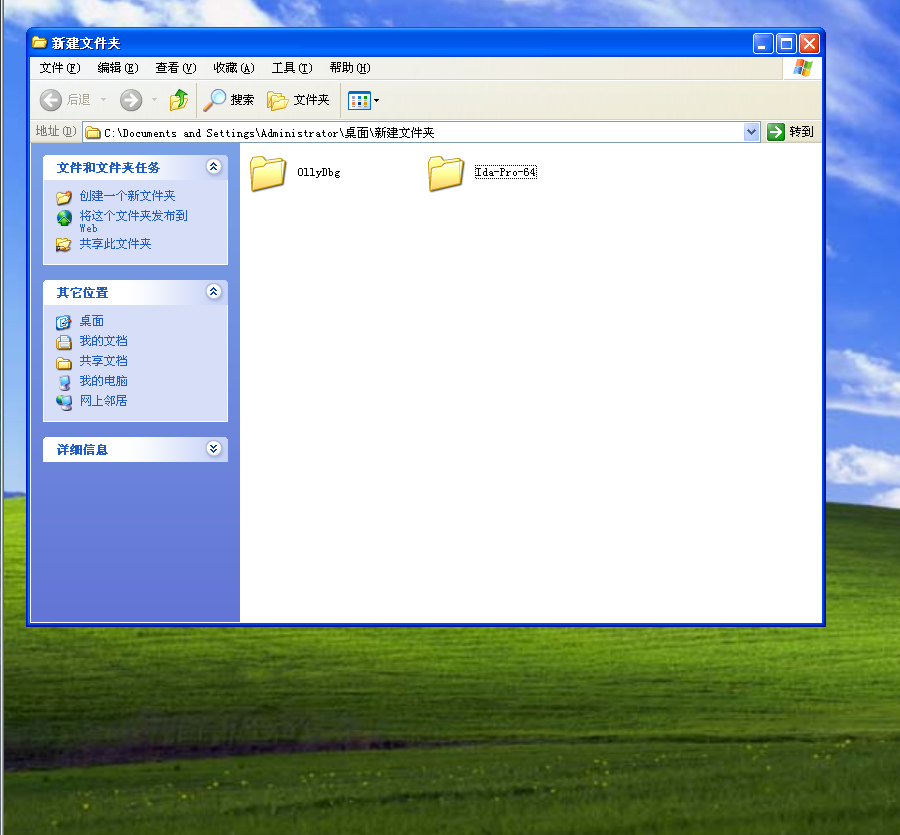 新建文件夹
文件(F) 编辑(E) 查看(V) 收藏(A) 工具(T) 帮助(H)
后退 搜索 文件夹
地址(D) C:\Documents and Settings\Administrator\桌面\新建文件夹 转到
文件和文件夹任务
创建一个新文件夹
将这个文件夹发布到
Web
共享此文件夹
其它位置
桌面
我的文档
共享文档
我的电脑
网上邻居
详细信息
OllyDbg
Ida-Pro-64